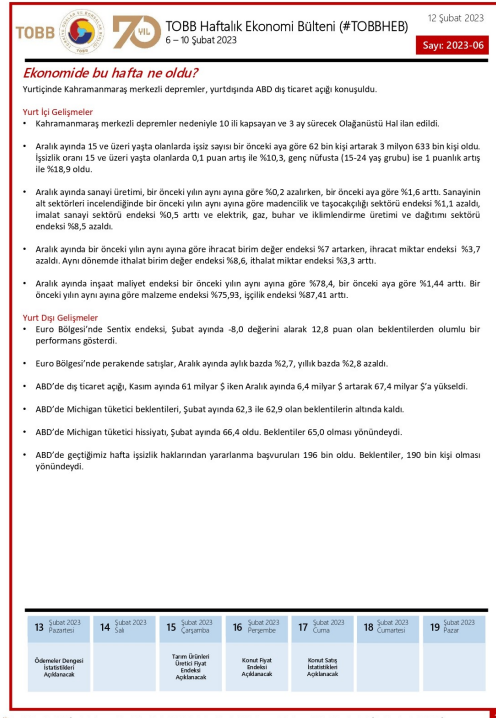 TOBB
TOBB
70 YIL
TOBB Haftalık Ekonomi Bülteni (#TOBBHEB)
6 – 10 Şubat 2023
12 Şubat 2023
Sayı: 2023-06
Ekonomide bu hafta ne oldu?
Yurtiçinde Kahramanmaraş merkezli depremler, yurtdışında ABD dış ticaret açığı konuşuldu.
Yurt İçi Gelişmeler
• Kahramanmaraş merkezli depremler nedeniyle 10 ili kapsayan ve 3 ay sürecek Olağanüstü Hal ilan edildi.
• Aralık ayında 15 ve üzeri yaşta olanlarda işsiz sayısı bir önceki aya göre 62 bin kişi artarak 3 milyon 633 bin kişi oldu.
İşsizlik oranı 15 ve üzeri yaşta olanlarda 0,1 puan artış ile %10,3, genç nüfusta (15-24 yaş grubu) ise 1 puanlık artış
ile %18,9 oldu.
• Aralık ayında sanayi üretimi, bir önceki yılın aynı ayına göre %0,2 azalırken, bir önceki aya göre %1,6 arttı. Sanayinin
alt sektörleri incelendiğinde bir önceki yılın aynı ayına göre madencilik ve taşocakçılığı sektörü endeksi %1,1 azaldı,
imalat sanayi sektörü endeksi %0,5 arttı ve elektrik, gaz, buhar ve iklimlendirme üretimi ve dağıtımı sektörü
endeksi %8,5 azaldı.
• Aralık ayında bir önceki yılın aynı ayına göre ihracat birim değer endeksi %7 artarken, ihracat miktar endeksi %3,7
azaldı. Aynı dönemde ithalat birim değer endeksi %8,6, ithalat miktar endeksi %3,3 arttı.
• Aralık ayında inşaat maliyet endeksi bir önceki yılın aynı ayına göre %78,4, bir önceki aya göre %1,44 arttı. Bir
önceki yılın aynı ayına göre malzeme endeksi %75,93, işçilik endeksi %87,41 arttı.
Yurt Dışı Gelişmeler
• Euro Bölgesi'nde Sentix endeksi, Şubat ayında -8,0 değerini alarak 12,8 puan olan beklentilerden olumlu bir
performans gösterdi.
• Euro Bölgesi'nde perakende satışlar, Aralık ayında aylık bazda %2,7, yıllık bazda %2,8 azaldı.
• ABD'de dış ticaret açığı, Kasım ayında 61 milyar $ iken Aralık ayında 6,4 milyar $ artarak 67,4 milyar $'a yükseldi.
• ABD'de Michigan tüketici beklentileri, Şubat ayında 62,3 ile 62,9 olan beklentilerin altında kaldı.
• ABD'de Michigan tüketici hissiyatı, Şubat ayında 66,4 oldu. Beklentiler 65,0 olması yönündeydi.
• ABD'de geçtiğimiz hafta işsizlik haklarından yararlanma başvuruları 196 bin oldu. Beklentiler, 190 bin kişi olması
yönündeydi.
13 Şubat 2023 Pazartesi
14 Şubat 2023 Salı
15 Şubat 2023 Çarşamba
16 Şubat 2023 Perşembe
17 Şubat 2023 Cuma
18 Şubat 2023 Cumartesi
19 Şubat 2023 Pazar
Ödemeler Dengesi
İstatistikleri
Açıklanacak
Tarım Ürünleri
Üretici Fiyat
Endeksi
Açıklanacak
Konut Fiyat
Endeksi
Açıklanacak
Konut Satış
İstatistikleri
Açıklanacak